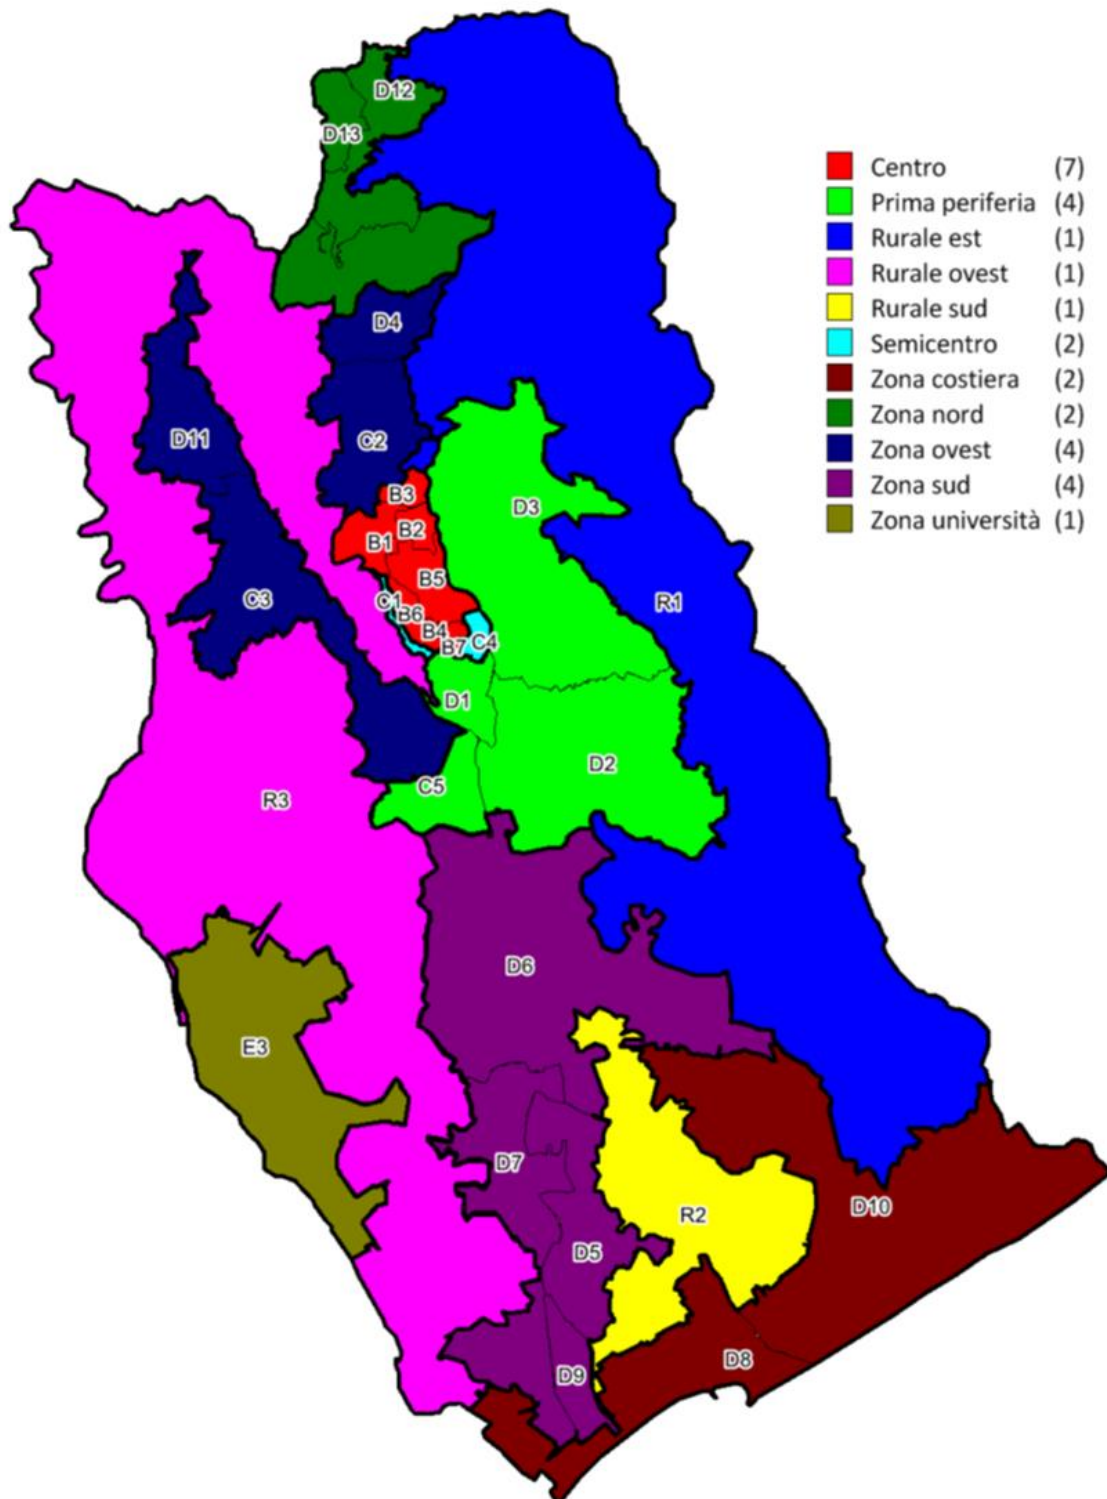 D12
D13
Centro (7)
Prima periferia (4)
Rurale est (1)
Rurale ovest (1)
Rurale sud (1)
Semicentro (2)
Zona costiera (2)
Zona nord (2)
Zona ovest (4)
Zona sud (4)
Zona università (1)
D4
D11
C2
B3
D3
B2
B1
B5
C3
C1
R1
B6
B4
C4
B7
D1
D2
C5
R3
D6
E3
D7
R2
D10
D5
D8
D9